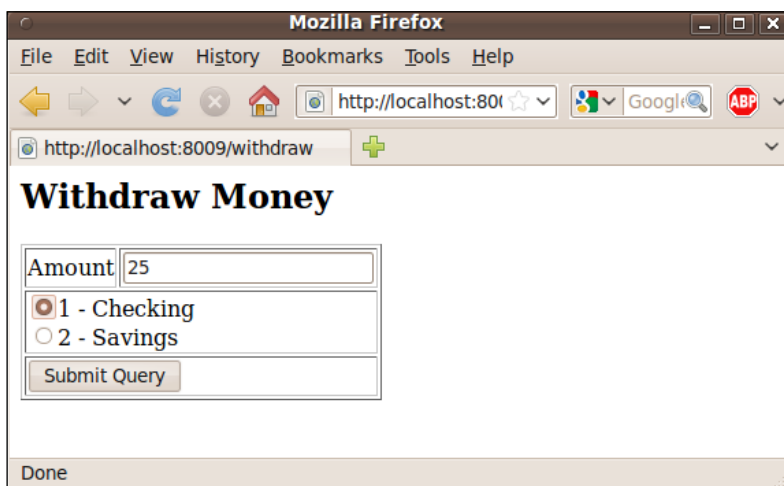 Mozilla Firefox
File Edit View History Bookmarks Tools Help
http://localhost:80 Google ABP
http://localhost:8009/withdraw
Withdraw Money
Amount 25
1 - Checking
2 - Savings
Submit Query
Done